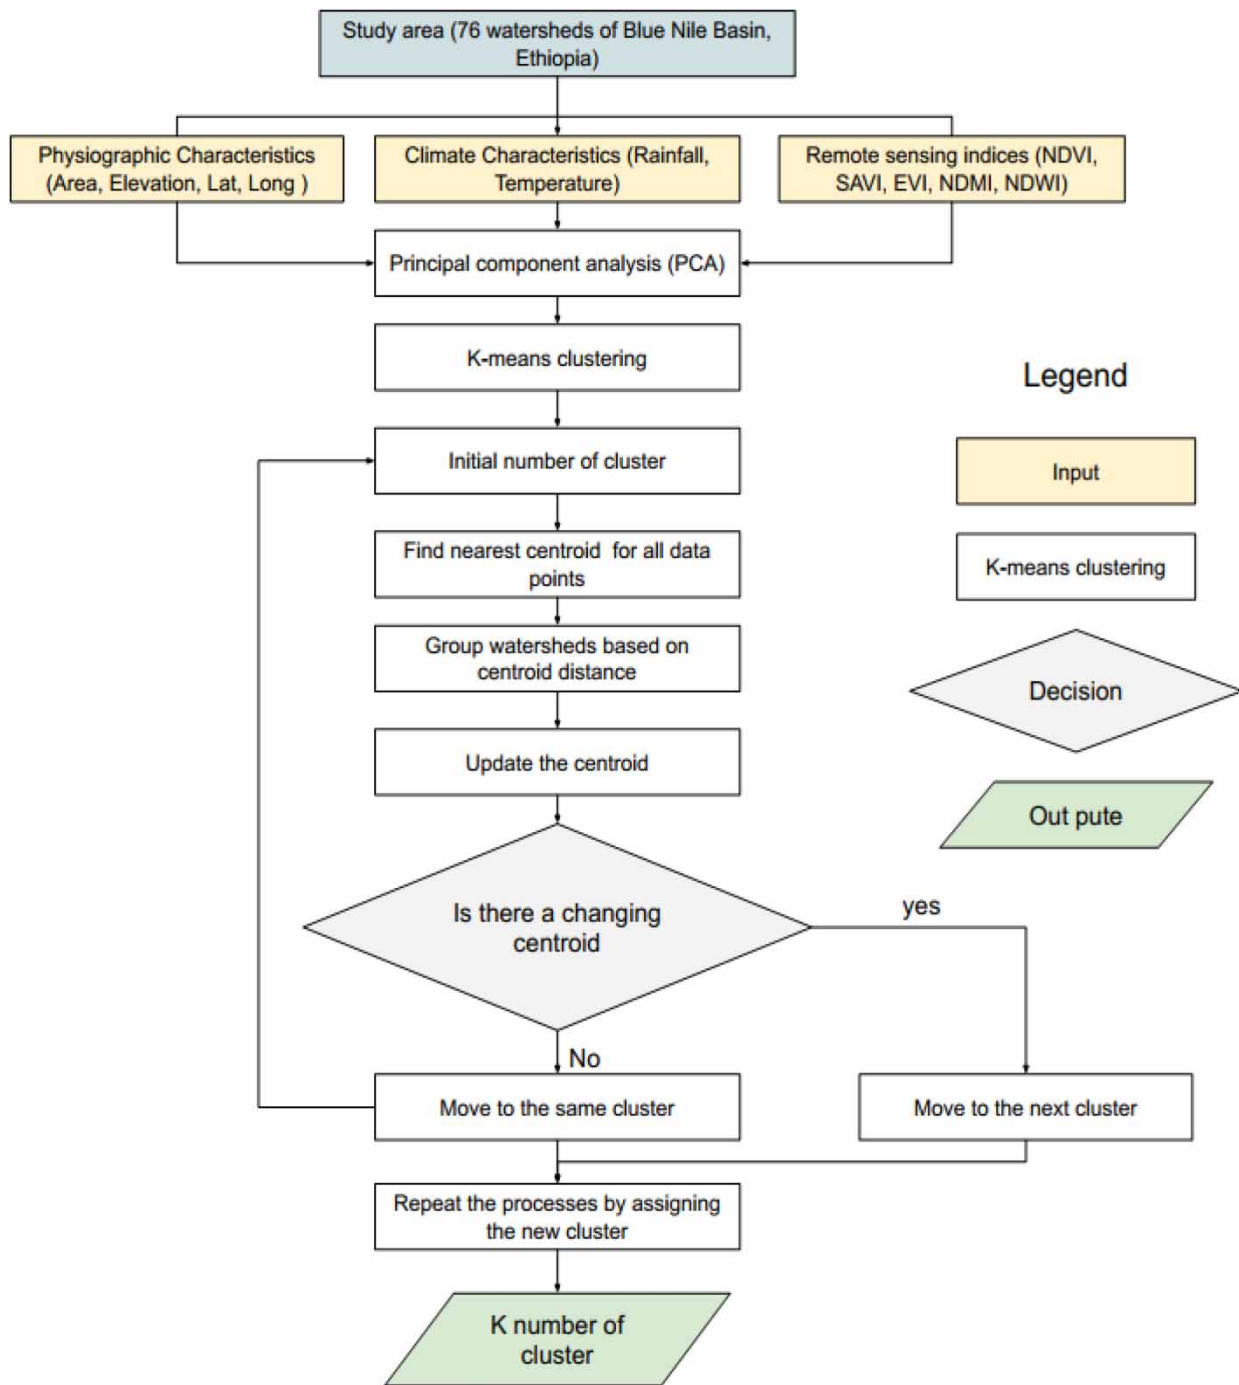 Study area (76 watersheds of Blue Nile Basin,
Ethiopia)
Physiographic Characteristics
(Area, Elevation, Lat, Long )
Climate Characteristics (Rainfall,
Temperature)
Remote sensing indices (NDVI,
SAVI, EVI, NDMI, NDWI)
Principal component analysis (PCA)
K-means clustering
Initial number of cluster
Find nearest centroid for all data
points
Group watersheds based on
centroid distance
Update the centroid
Is there a changing
centroid
yes
No
Move to the same cluster
Move to the next cluster
Repeat the processes by assigning
the new cluster
K number of
cluster
Legend
Input
K-means clustering
Decision
Out pute